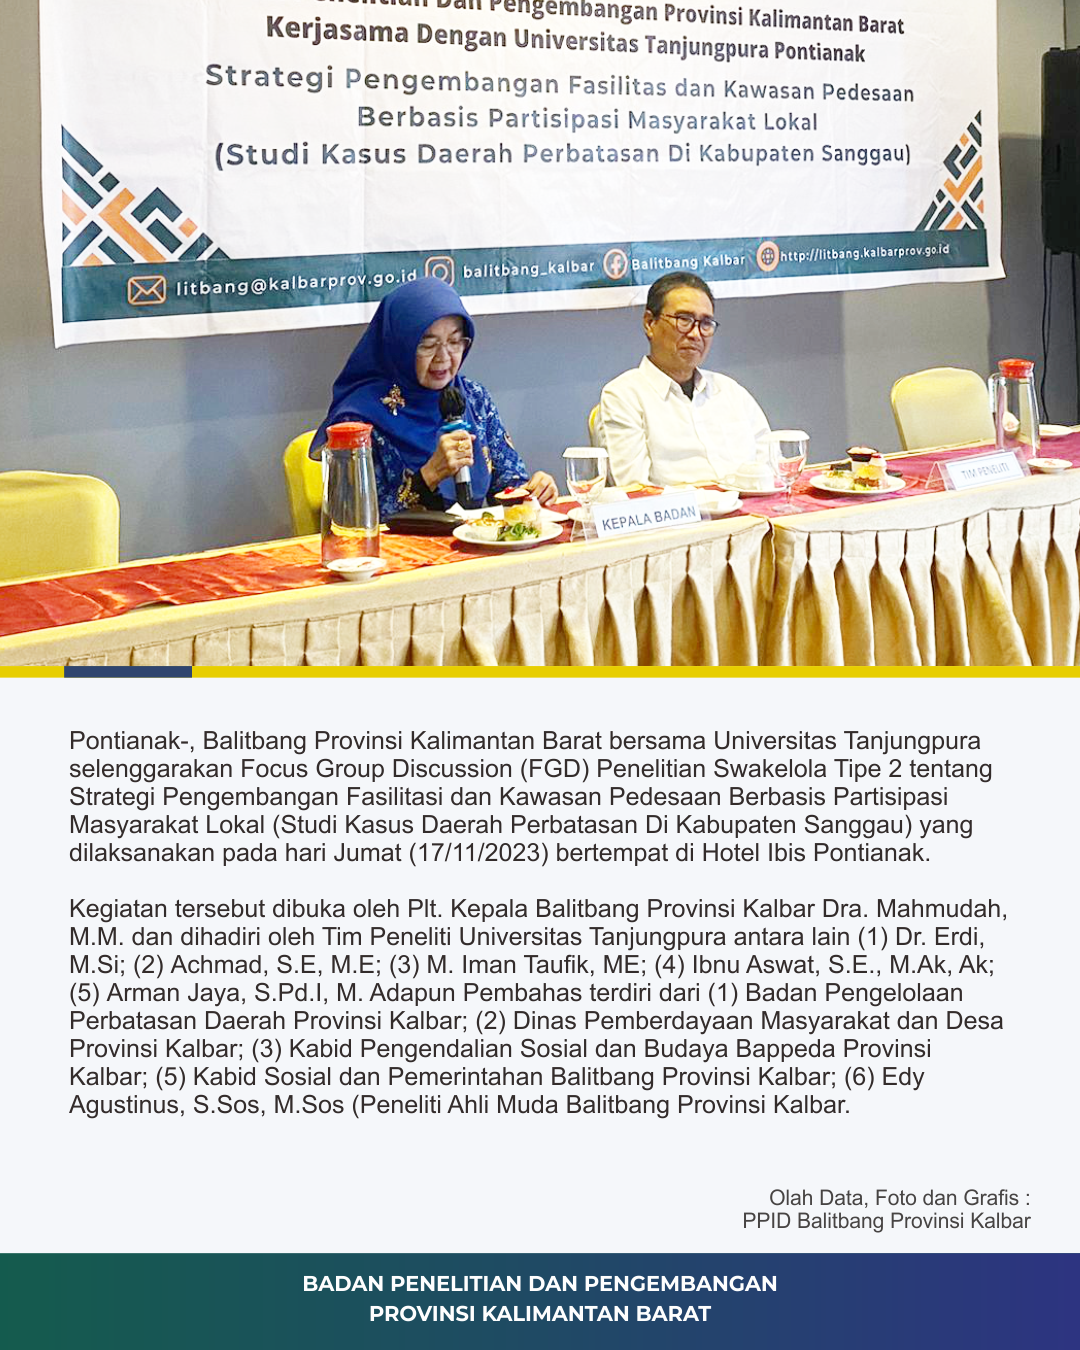 Dan Pengembangan Provinsi Kalimantan Barat
Kerjasama Dengan Universitas Tanjungpura Pontianak
Strategi Pengembangan Fasilitas dan Kawasan Pedesaan
Berbasis Partisipasi Masyarakat Lokal
(Studi Kasus Daerah Perbatasan Di Kabupaten Sanggau)
litbang@kalbarprov.go.id balitbang_kalbar Balitbang Kalbar http://litbang.kalbarprov.go.id
KEPALA BADAN
TIM PENELITI
Pontianak-, Balitbang Provinsi Kalimantan Barat bersama Universitas Tanjungpura
selenggarakan Focus Group Discussion (FGD) Penelitian Swakelola Tipe 2 tentang
Strategi Pengembangan Fasilitasi dan Kawasan Pedesaan Berbasis Partisipasi
Masyarakat Lokal (Studi Kasus Daerah Perbatasan Di Kabupaten Sanggau) yang
dilaksanakan pada hari Jumat (17/11/2023) bertempat di Hotel Ibis Pontianak.
Kegiatan tersebut dibuka oleh Plt. Kepala Balitbang Provinsi Kalbar Dra. Mahmudah,
M.M. dan dihadiri oleh Tim Peneliti Universitas Tanjungpura antara lain (1) Dr. Erdi,
M.Si; (2) Achmad, S.E, M.E; (3) M. Iman Taufik, ME; (4) Ibnu Aswat, S.E., M.Ak, Ak;
(5) Arman Jaya, S.Pd.I, M. Adapun Pembahas terdiri dari (1) Badan Pengelolaan
Perbatasan Daerah Provinsi Kalbar; (2) Dinas Pemberdayaan Masyarakat dan Desa
Provinsi Kalbar; (3) Kabid Pengendalian Sosial dan Budaya Bappeda Provinsi
Kalbar; (5) Kabid Sosial dan Pemerintahan Balitbang Provinsi Kalbar; (6) Edy
Agustinus, S.Sos, M.Sos (Peneliti Ahli Muda Balitbang Provinsi Kalbar.
Olah Data, Foto dan Grafis :
PPID Balitbang Provinsi Kalbar
BADAN PENELITIAN DAN PENGEMBANGAN
PROVINSI KALIMANTAN BARAT